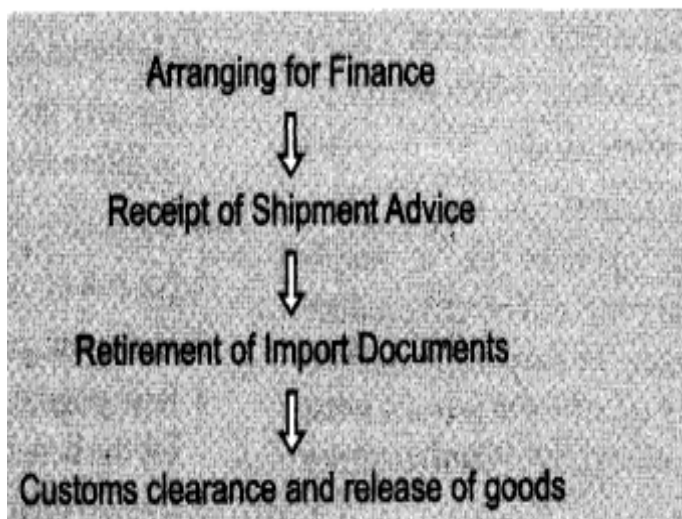 Arranging for Finance
Receipt of Shipment Advice
Retirement of Import Documents
Customs clearance and release of goods